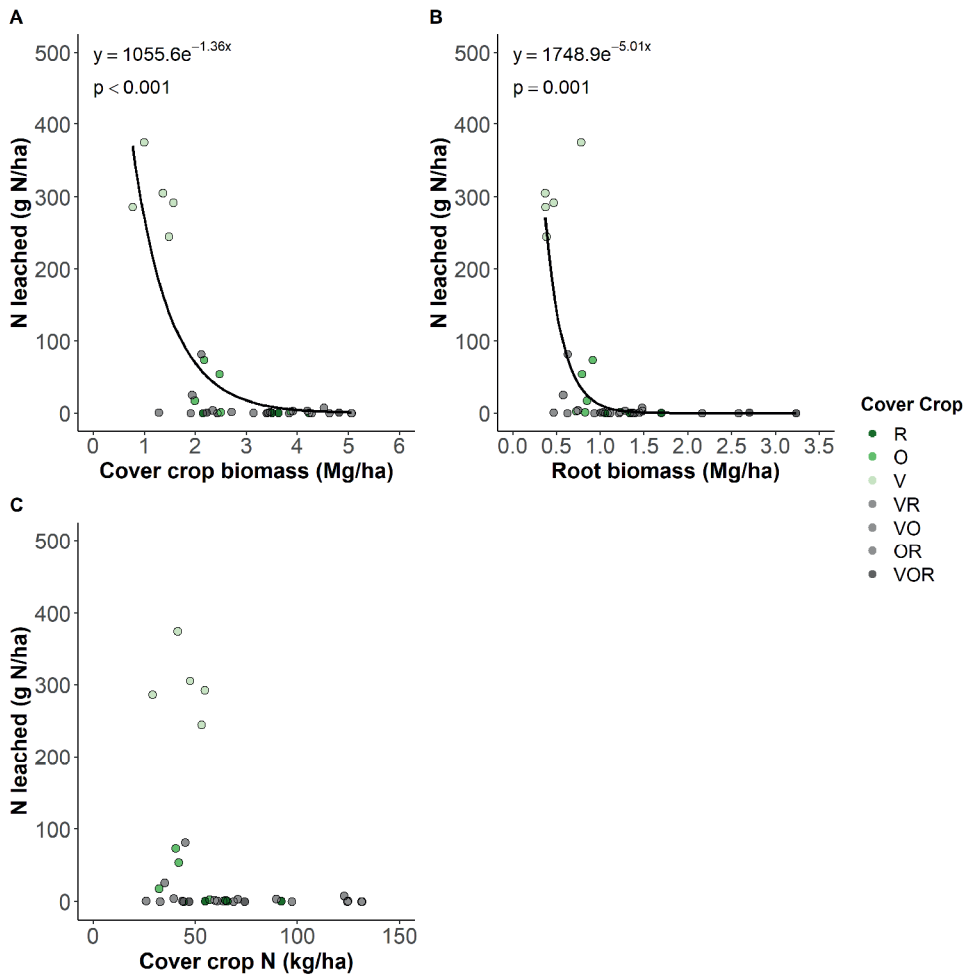 A
y = 1055.6e^−1.36x
p < 0.001
500
400
300
200
100
0
N leached (g N/ha)
0 1 2 3 4 5 6
Cover crop biomass (Mg/ha)
B
y = 1748.9e^−5.01x
p = 0.001
500
400
300
200
100
0
N leached (g N/ha)
0.0 0.5 1.0 1.5 2.0 2.5 3.0 3.5
Root biomass (Mg/ha)
Cover Crop
R
O
V
VR
VO
OR
VOR
C
500
400
300
200
100
0
N leached (g N/ha)
0 50 100 150
Cover crop N (kg/ha)